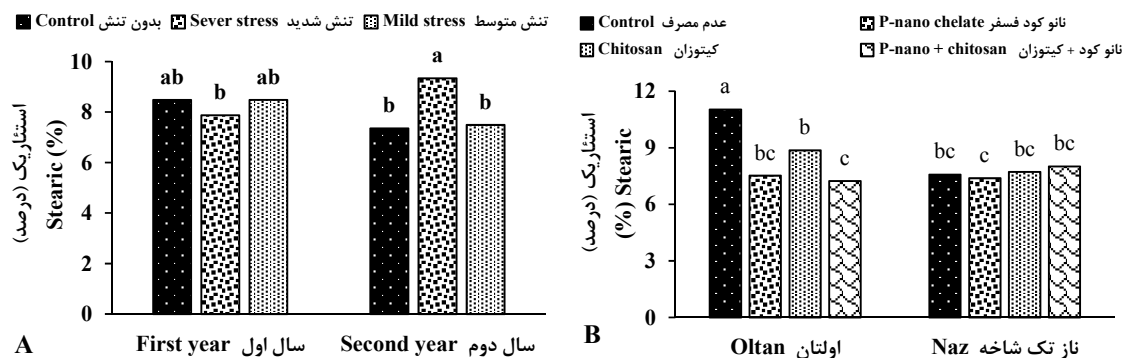 Control بدون تنش Sever stress تنش شدید Mild stress تنش متوسط
10
8
6
4
2
0
استئاریک (درصد)
Stearic (%)
ab
b
ab
b
a
b
First year سال اول
Second year سال دوم
A
Control عدم مصرف P-nano chelate نانو کود فسفر
Chitosan کیتوزان P-nano + chitosan نانو کود + کیتوزان
12
9
6
3
0
استئاریک (درصد)
(%) Stearic
a
bc
b
c
bc
c
bc
bc
Oltan اولتان
Naz ناز تک شاخه
B